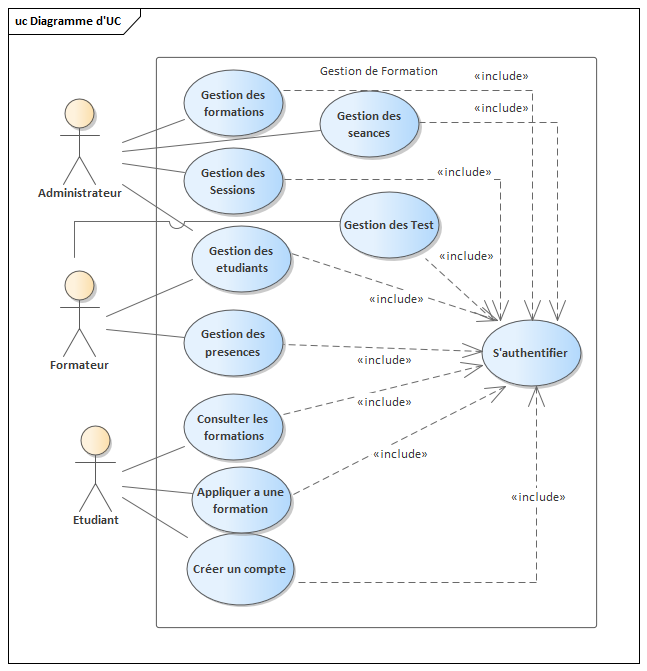 uc Diagramme d'UC
Gestion de Formation
Gestion des
formations
«include»
Gestion des
seances
«include»
Administrateur
Gestion des
Sessions
«include»
Gestion des Test
«include»
Gestion des
etudiants
«include»
Formateur
Gestion des
presences
«include»
S'authentifier
Consulter les
formations
«include»
Etudiant
Appliquer a une
formation
«include»
Créer un compte
«include»